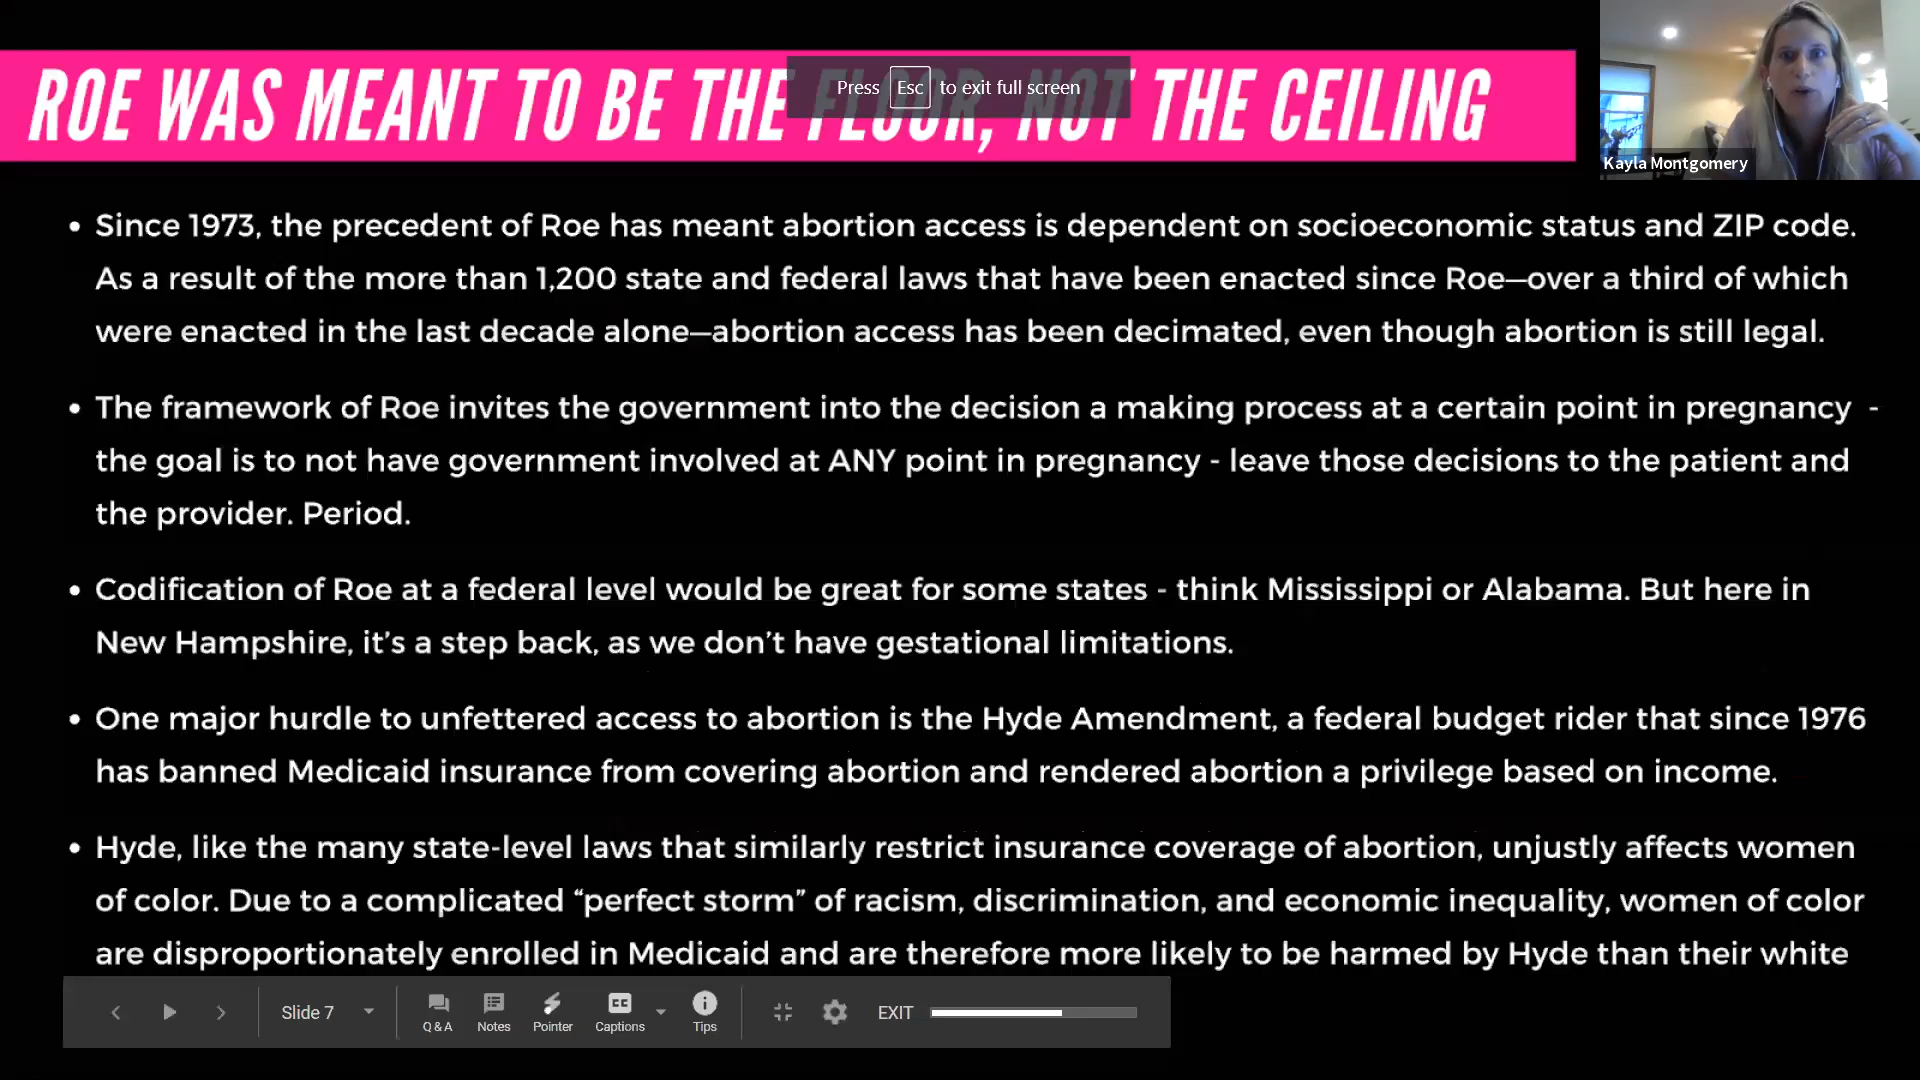 ROE WAS MEANT TO BE THE FLOOR, NOT THE CEILING
Press Esc to exit full screen
Kayla Montgomery
• Since 1973, the precedent of Roe has meant abortion access is dependent on socioeconomic status and ZIP code.
As a result of the more than 1,200 state and federal laws that have been enacted since Roe—over a third of which
were enacted in the last decade alone—abortion access has been decimated, even though abortion is still legal.
• The framework of Roe invites the government into the decision a making process at a certain point in pregnancy -
the goal is to not have government involved at ANY point in pregnancy - leave those decisions to the patient and
the provider. Period.
• Codification of Roe at a federal level would be great for some states - think Mississippi or Alabama. But here in
New Hampshire, it’s a step back, as we don’t have gestational limitations.
• One major hurdle to unfettered access to abortion is the Hyde Amendment, a federal budget rider that since 1976
has banned Medicaid insurance from covering abortion and rendered abortion a privilege based on income.
• Hyde, like the many state-level laws that similarly restrict insurance coverage of abortion, unjustly affects women
of color. Due to a complicated “perfect storm” of racism, discrimination, and economic inequality, women of color
are disproportionately enrolled in Medicaid and are therefore more likely to be harmed by Hyde than their white
Slide 7 Q & A Notes Pointer CC Captions Tips EXIT